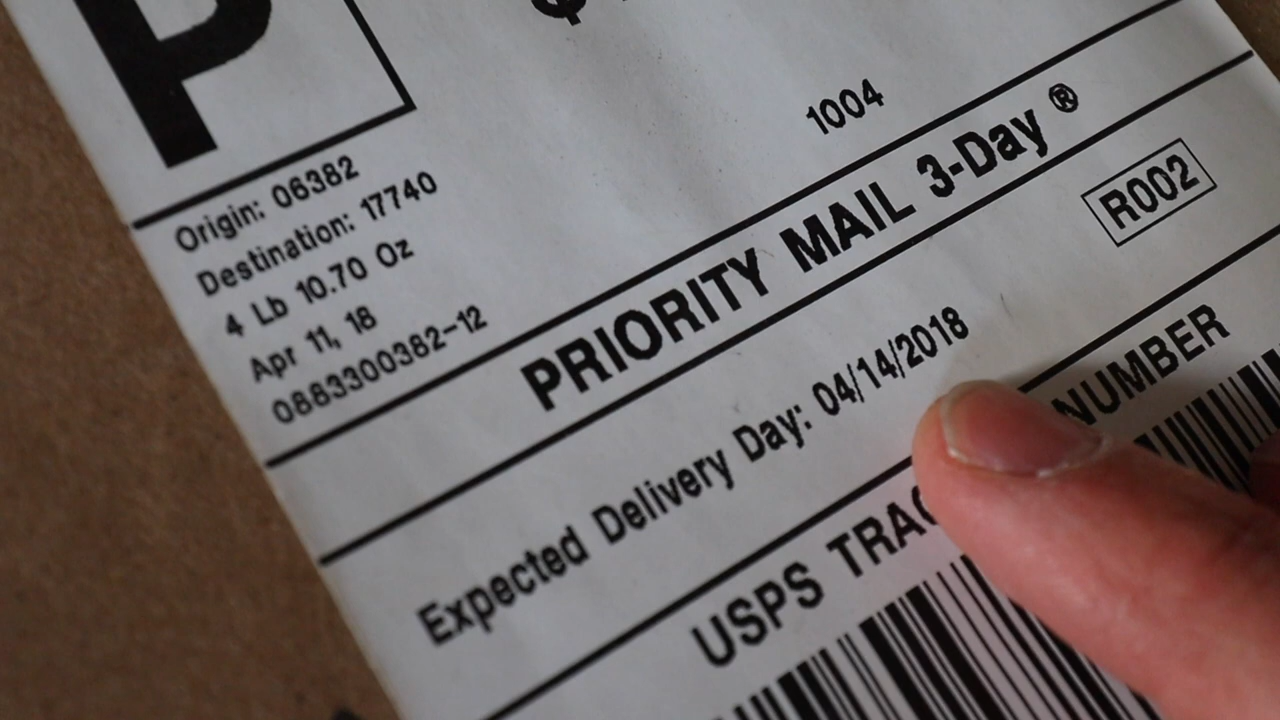 P
1004
Origin: 06382
Destination: 17740
4 Lb 10.70 Oz
Apr 11, 18
0883300382-12
PRIORITY MAIL 3-Day ®
R002
Expected Delivery Day: 04/14/2018
USPS NUMBER